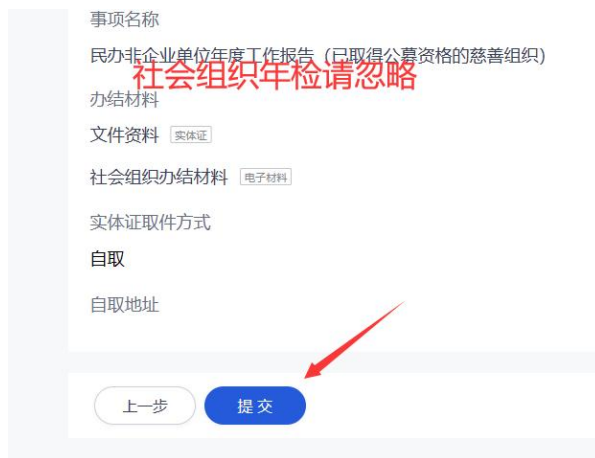 事项名称
民办非企业单位年度工作报告（已取得公募资格的慈善组织)
社会组织年检请忽略
办结材料
文件资料 实体证
社会组织办结材料 电子材料
实体证取件方式
自取
自取地址
上一步 提交